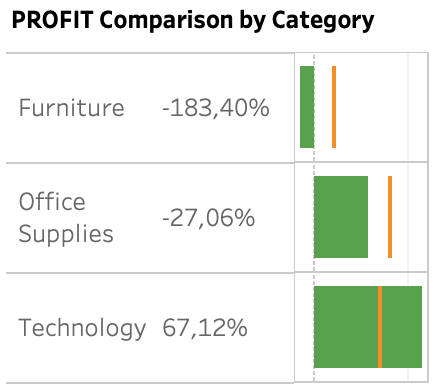 PROFIT Comparison by Category
Furniture -183,40%
Office
Supplies -27,06%
Technology 67,12%